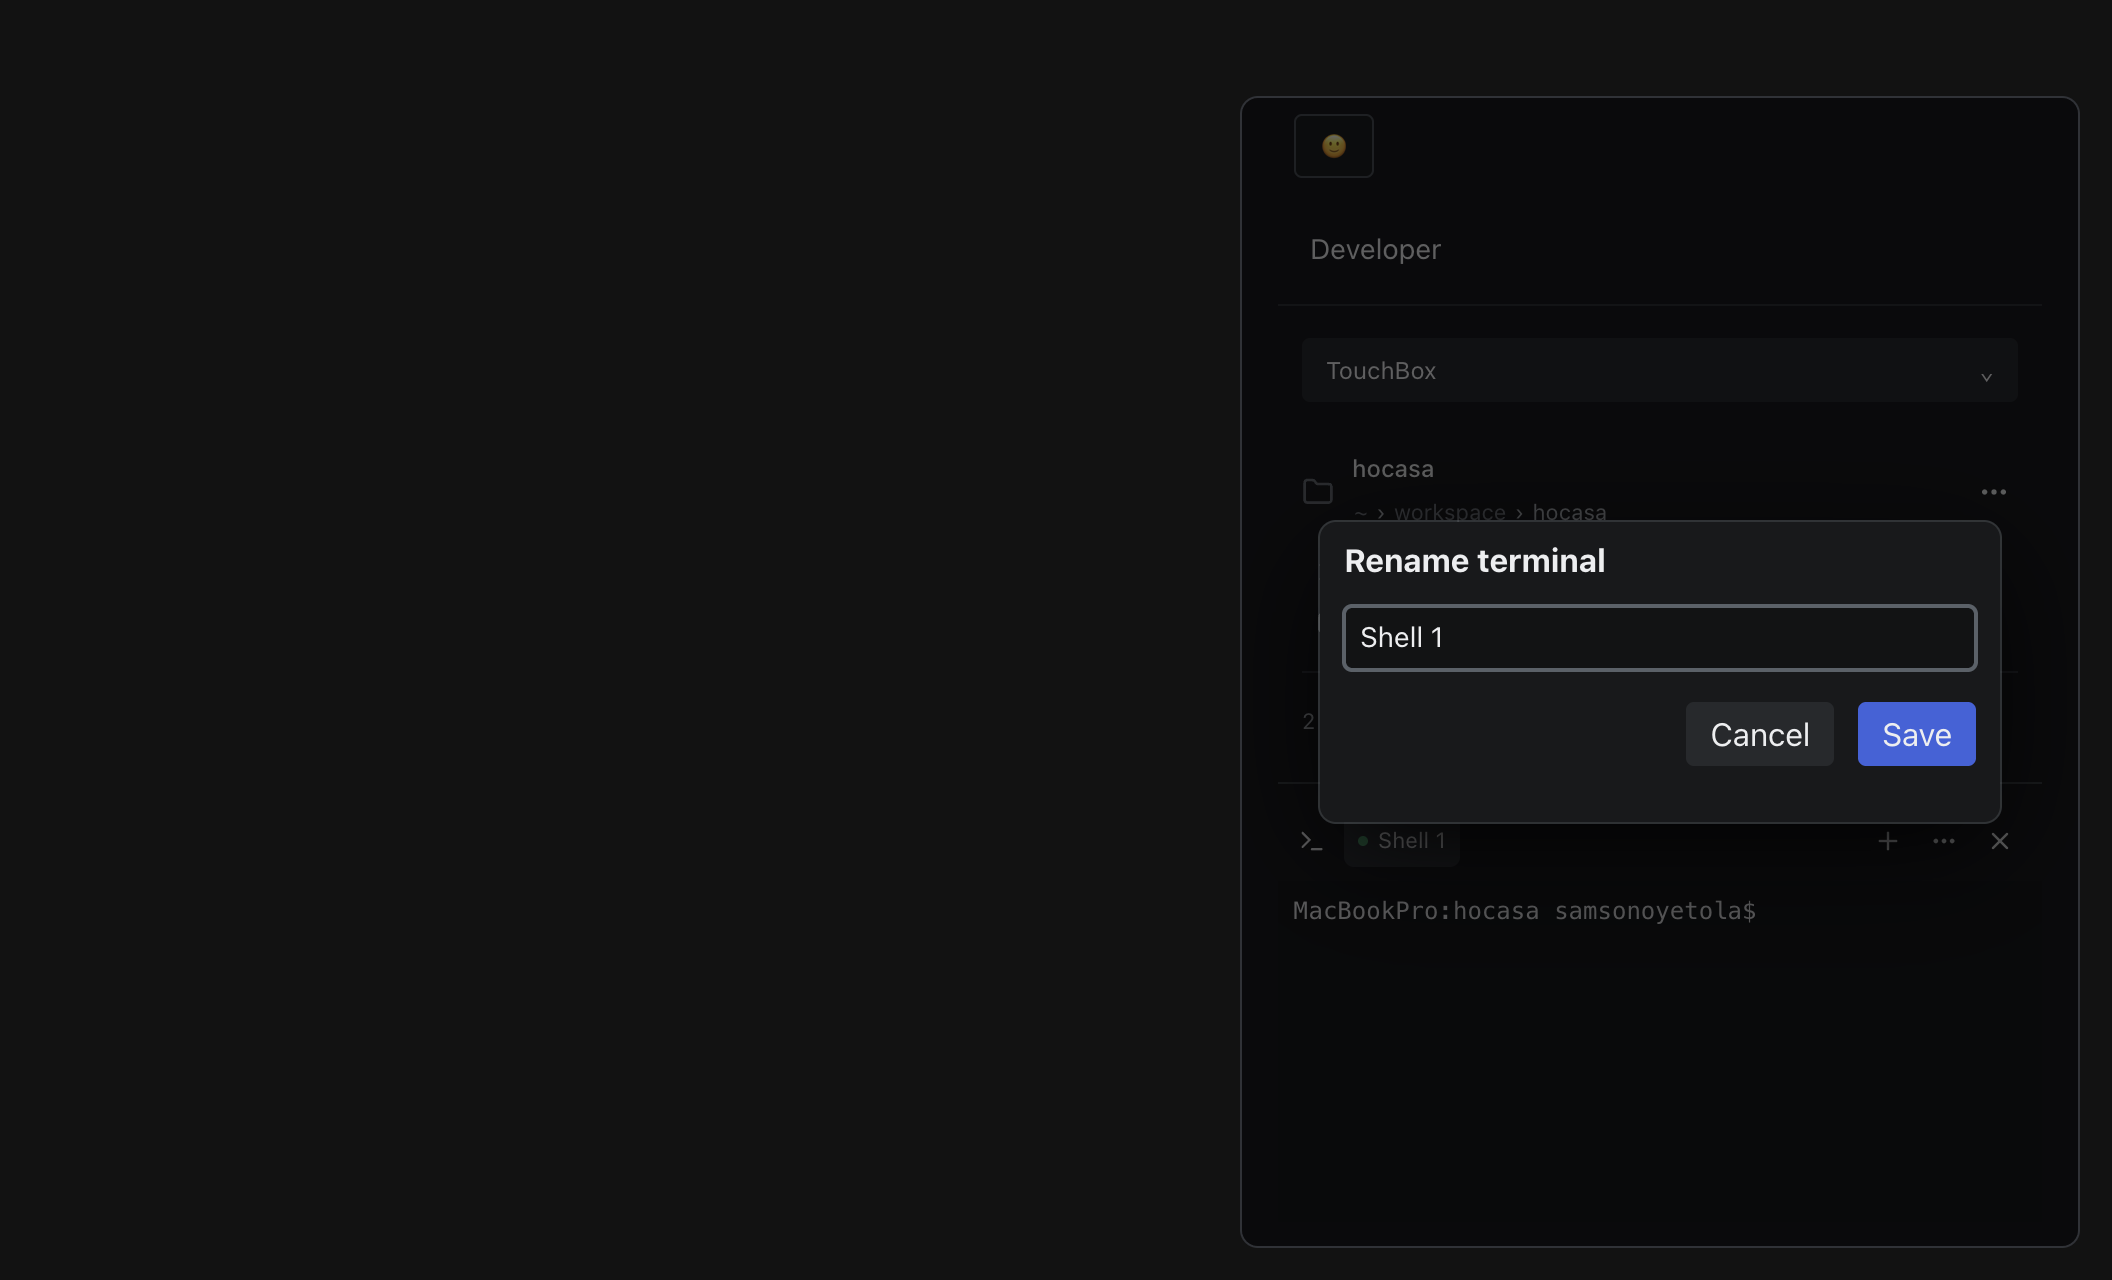 Developer
TouchBox
hocasa
~ › workspace › hocasa
Rename terminal
Shell 1
Cancel
Save
2
Shell 1
MacBookPro:hocasa samsonoyetola$